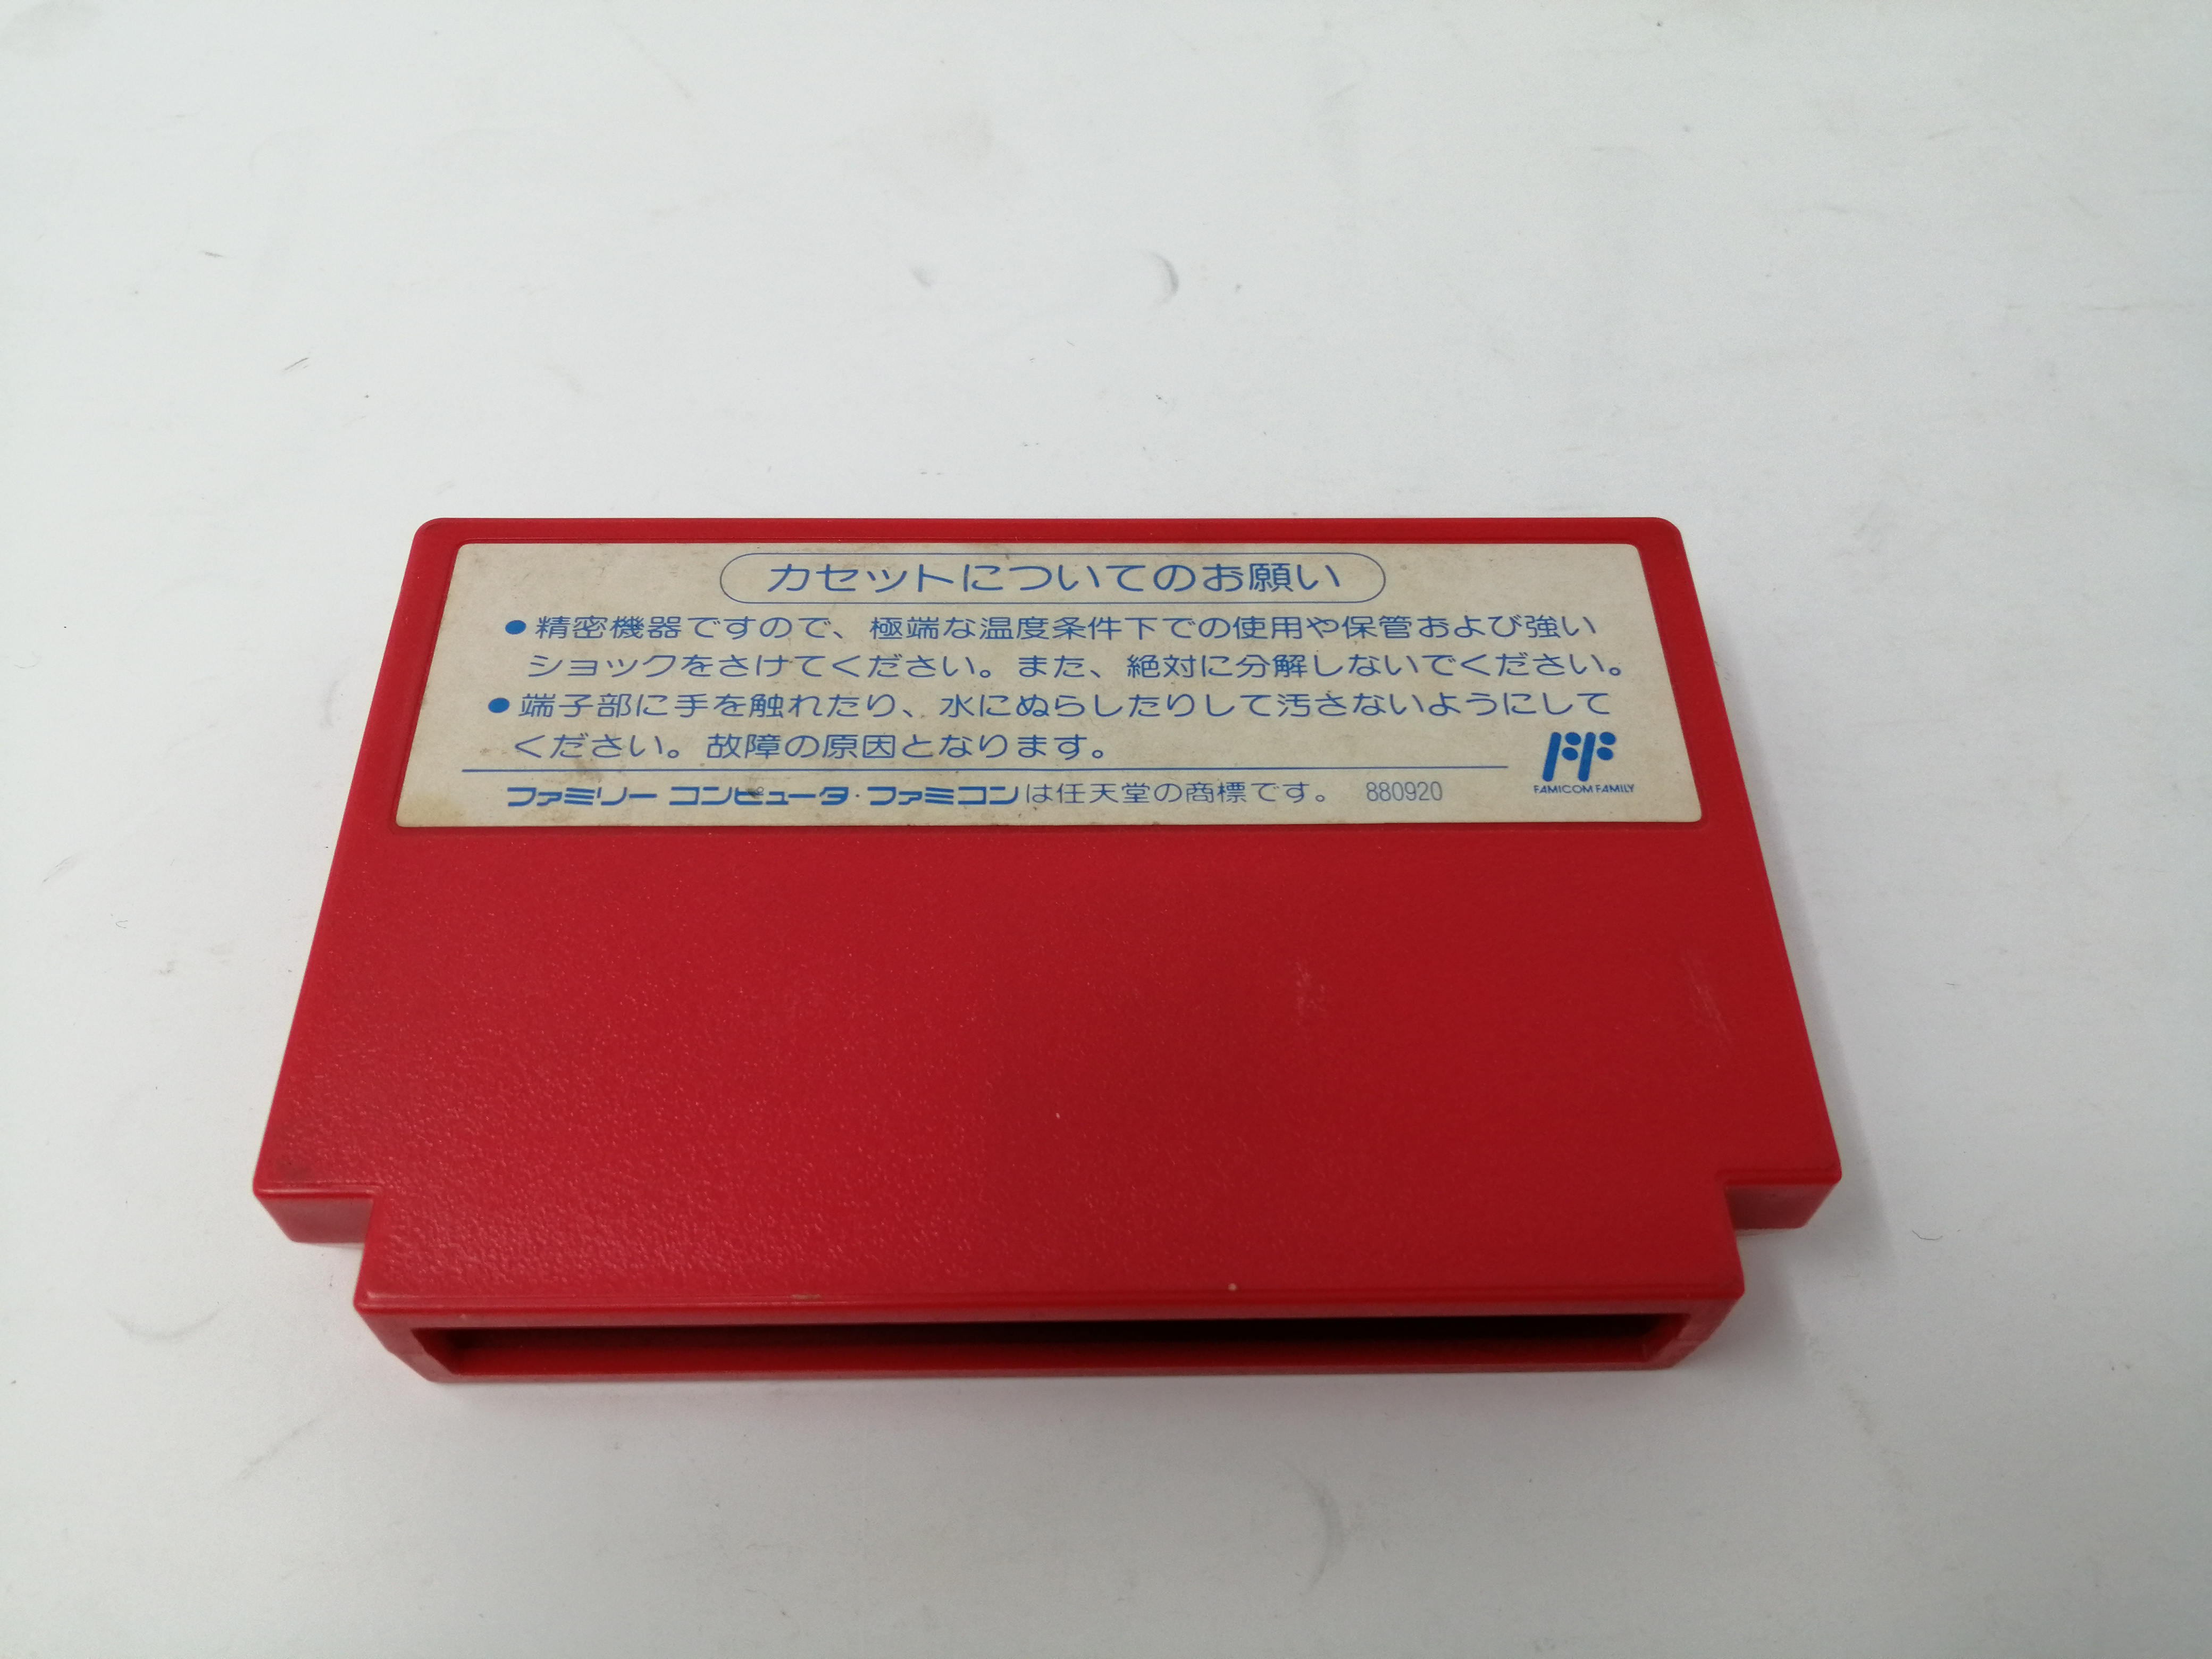 カセットについてのお願い
●精密機器ですので、極端な温度条件下での使用や保管および強い
ショックをさけてください。また、絶対に分解しないでください。
●端子部に手を触れたり、水にぬらしたりして汚さないようにして
ください。故障の原因となります。
ファミリーコンピュータ・ファミコンは任天堂の商標です。 880920
FF
FAMICOM FAMILY